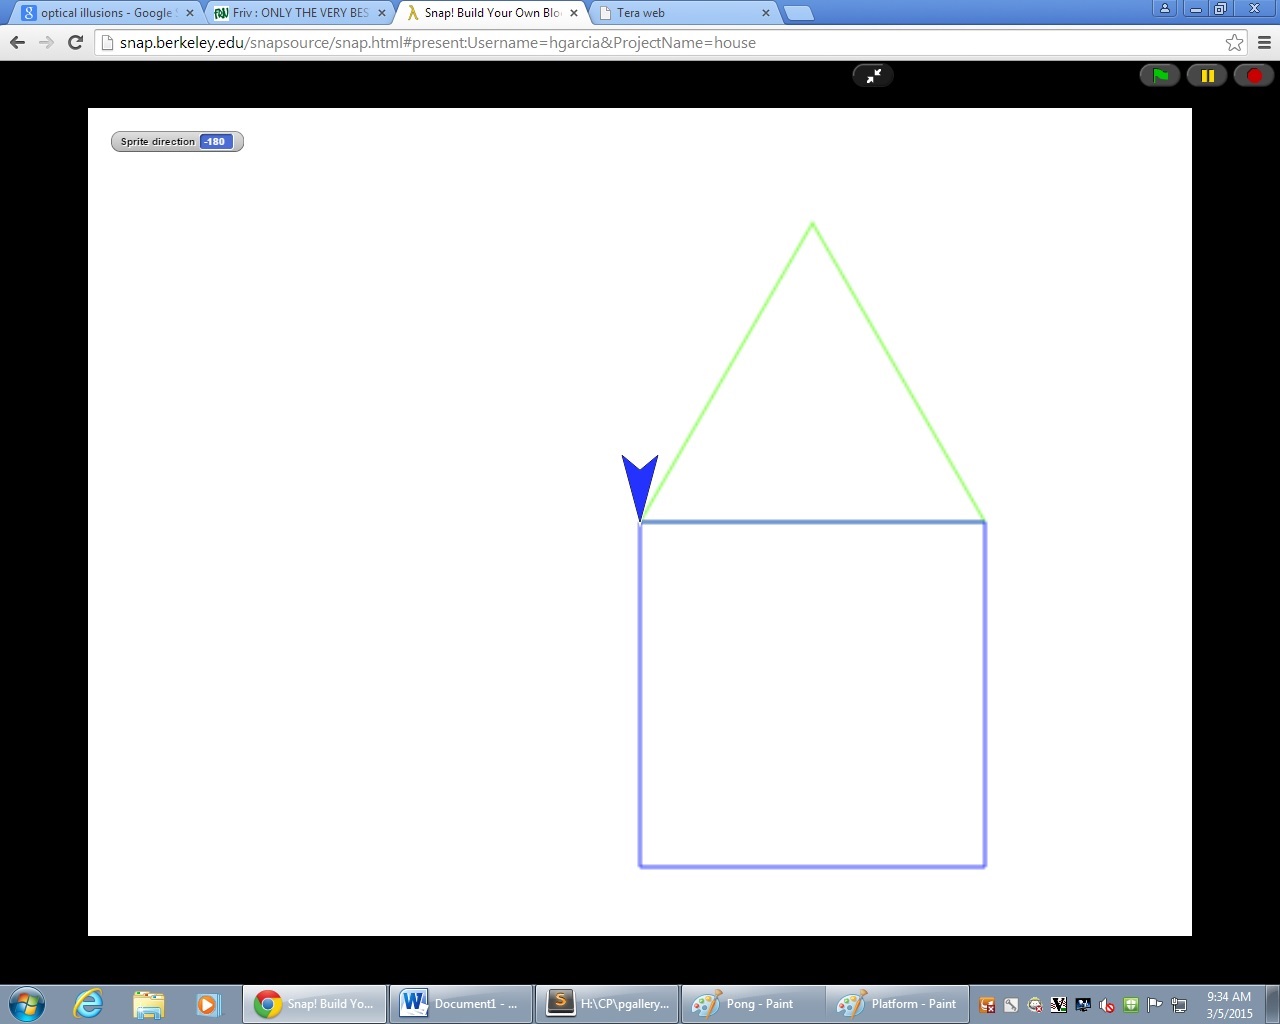 optical illusions - Google
Friv : ONLY THE VERY BES
Snap! Build Your Own Blo
Tera web
snap.berkeley.edu/snapsource/snap.html#present:Username=hgarcia&ProjectName=house
Sprite direction -180
Snap! Build Yo...
Document1 - ...
H:\CP\pgallery...
Pong - Paint
Platform - Paint
9:34 AM
3/5/2015